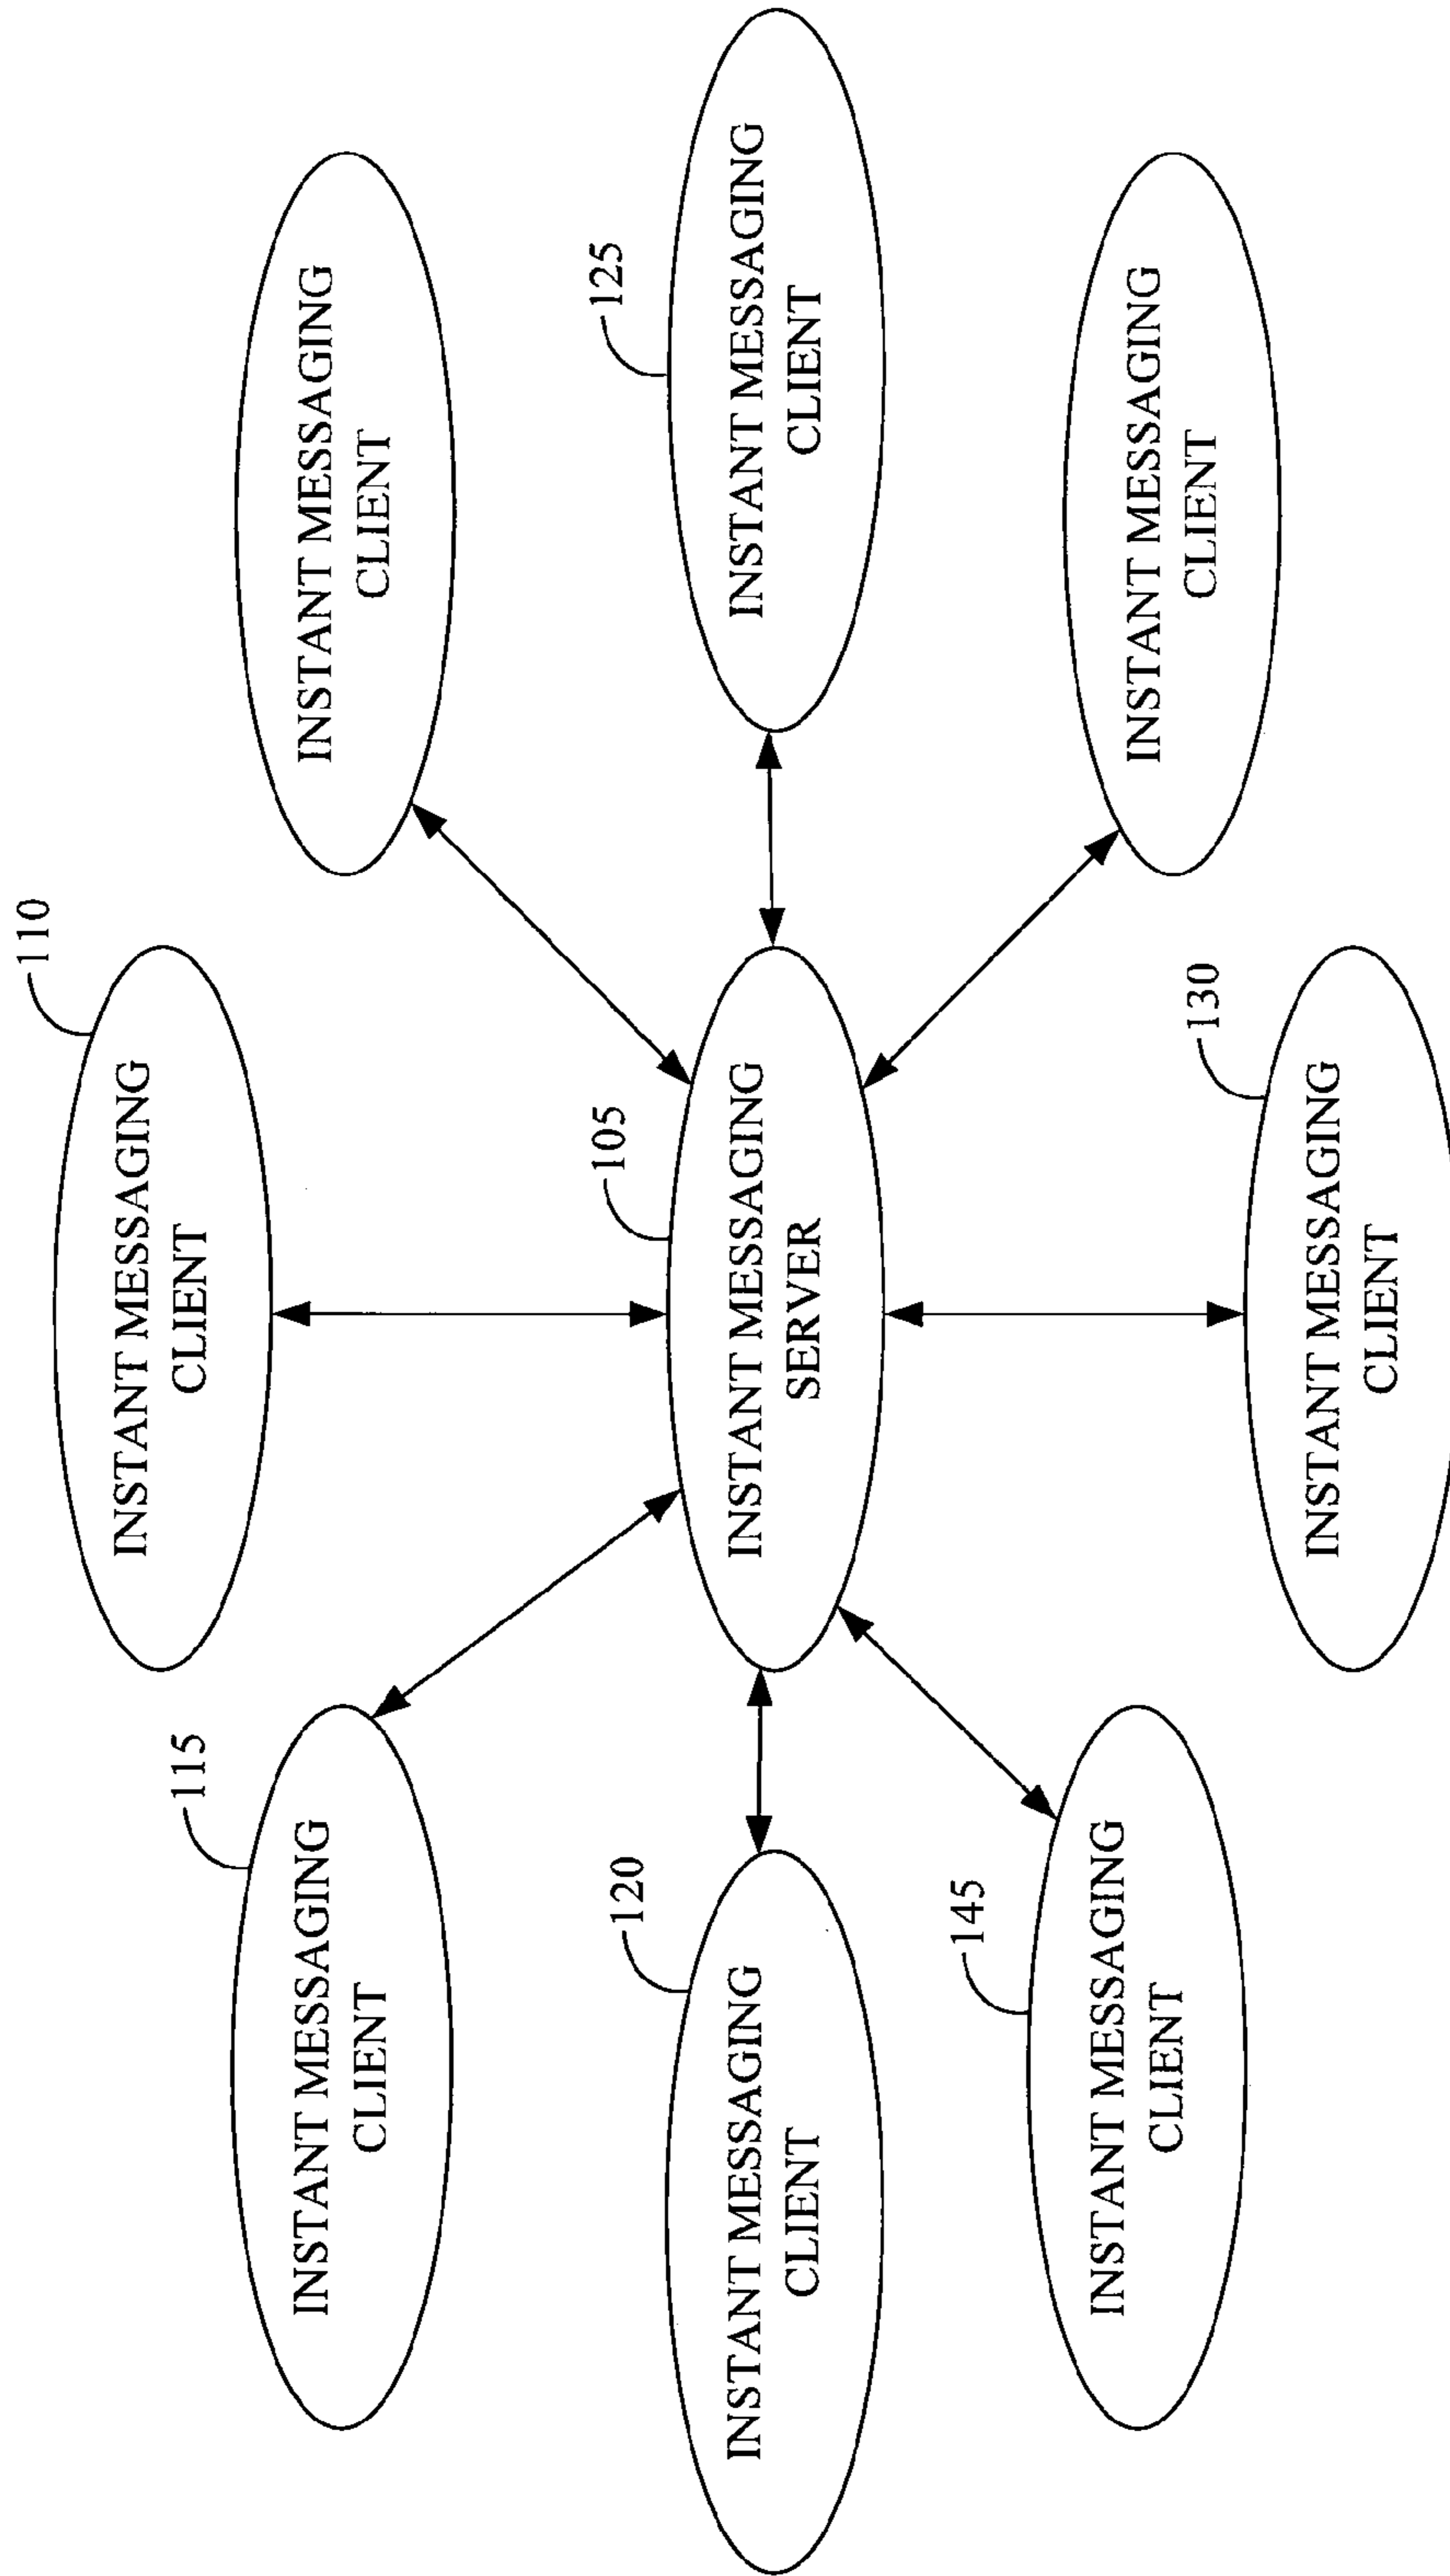 110
INSTANT MESSAGING
CLIENT
115
INSTANT MESSAGING
CLIENT
INSTANT MESSAGING
CLIENT
120
INSTANT MESSAGING
CLIENT
105
INSTANT MESSAGING
SERVER
125
INSTANT MESSAGING
CLIENT
145
INSTANT MESSAGING
CLIENT
INSTANT MESSAGING
CLIENT
130
INSTANT MESSAGING
CLIENT